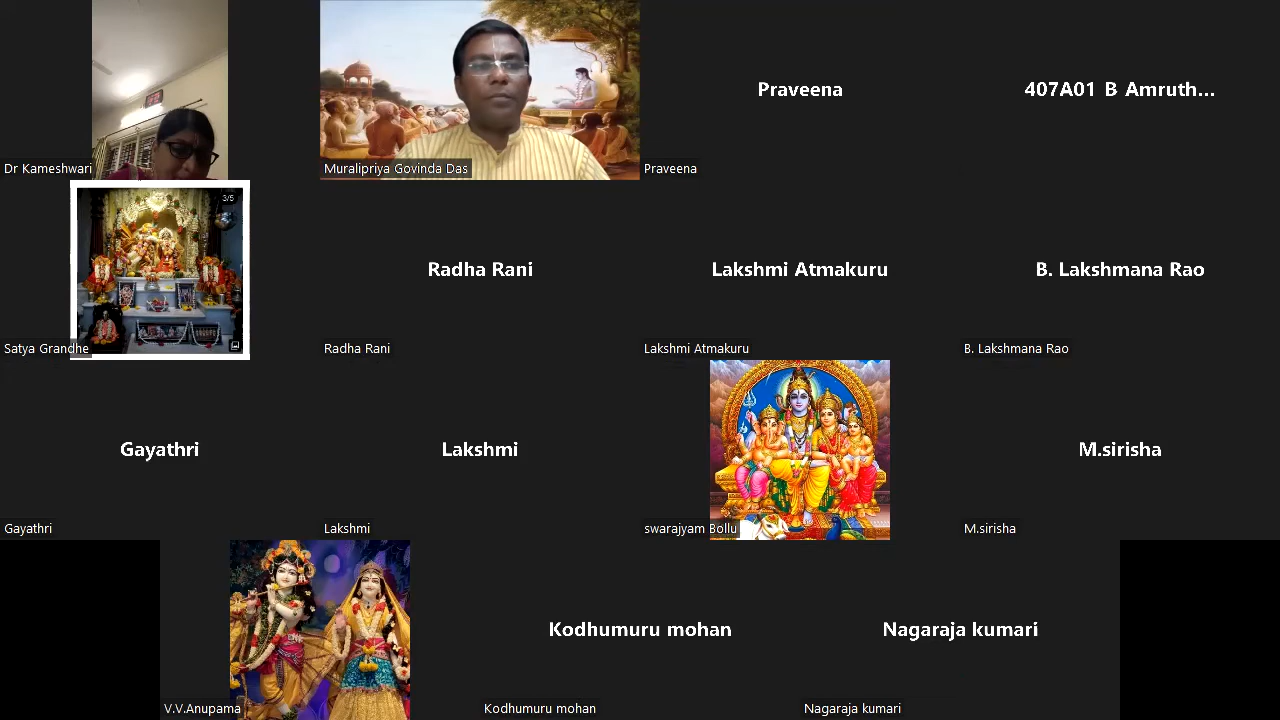 Praveena
407A01 B Amruth...
Dr Kameshwari
Muralipriya Govinda Das
Praveena
3/5
Radha Rani
Lakshmi Atmakuru
B. Lakshmana Rao
Satya Grandhe
Radha Rani
Lakshmi Atmakuru
B. Lakshmana Rao
Gayathri
Lakshmi
M.sirisha
Gayathri
Lakshmi
swarajyam Bollu
M.sirisha
Kodhumuru mohan
Nagaraja kumari
V.V.Anupama
Kodhumuru mohan
Nagaraja kumari